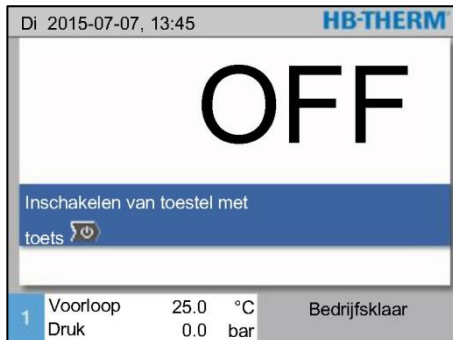 Di 2015-07-07, 13:45 HB-THERM
OFF
Inschakelen van toestel met
toets
1 Voorloop 25.0 °C Bedrijfsklaar
Druk 0.0 bar